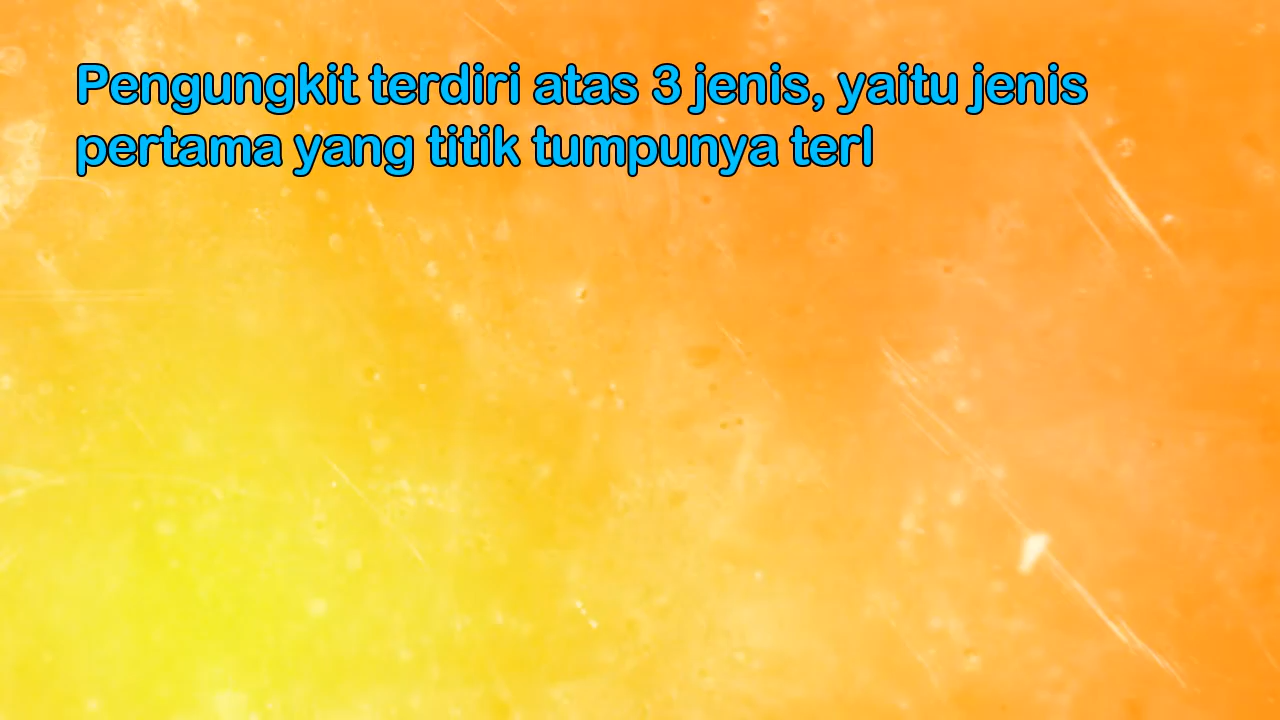 Pengungkit terdiri atas 3 jenis, yaitu jenis
pertama yang titik tumpunya terl